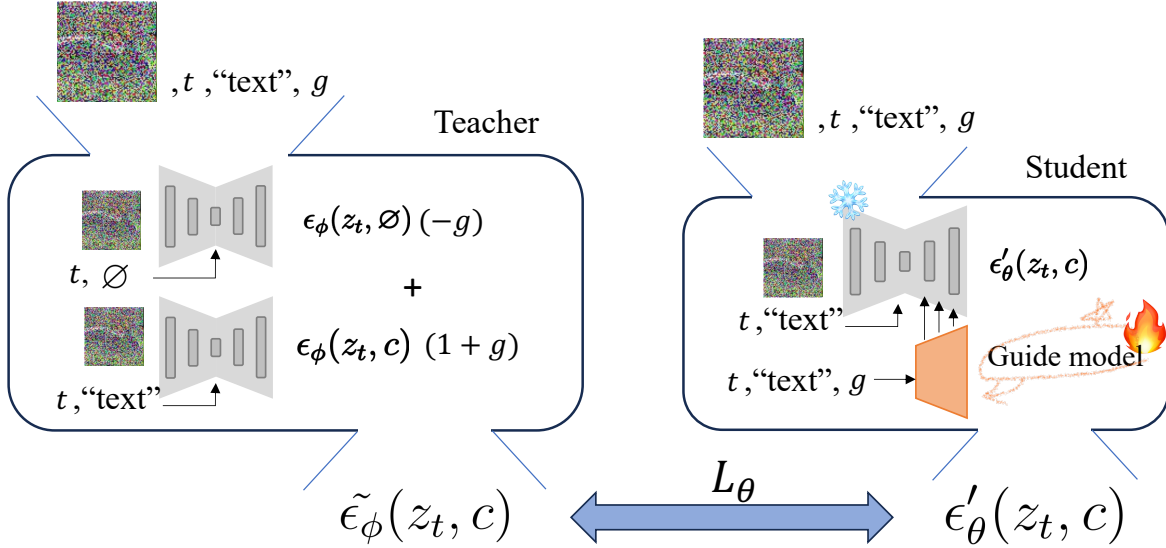 , t ,“text”, g
Teacher
ϵ_ϕ(z_t, ∅) (−g)
t, ∅
+
ϵ_ϕ(z_t, c) (1 + g)
t ,“text”
ϵ̃_ϕ(z_t, c)
L_θ
, t ,“text”, g
Student
ϵ′_θ(z_t, c)
t ,“text”
Guide model
t ,“text”, g
ϵ′_θ(z_t, c)